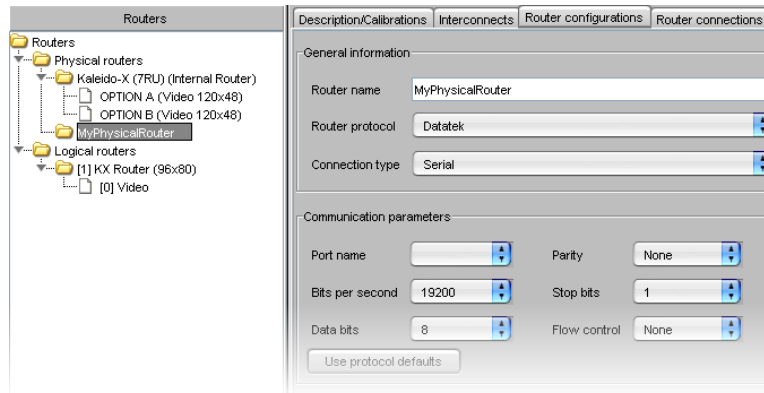 Routers
Routers
Physical routers
Kaleido-X (7RU) (Internal Router)
OPTION A (Video 120x48)
OPTION B (Video 120x48)
MyPhysicalRouter
Logical routers
[1] KX Router (96x80)
[0] Video
Description/Calibrations Interconnects Router configurations Router connections
General information
Router name MyPhysicalRouter
Router protocol Datatek
Connection type Serial
Communication parameters
Port name Parity None
Bits per second 19200 Stop bits 1
Data bits 8 Flow control None
Use protocol defaults